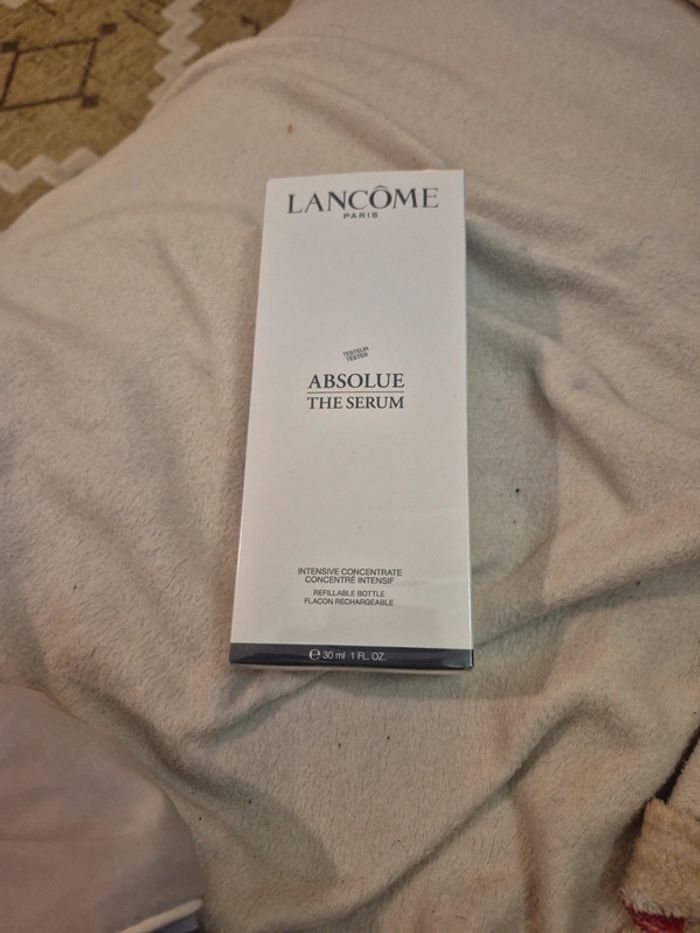 LANCÔME
PARIS
TESTEUR
TESTER
ABSOLUE
THE SERUM
INTENSIVE CONCENTRATE
CONCENTRÉ INTENSIF
REFILLABLE BOTTLE
FLACON RECHARGEABLE
℮ 30 ml 1 FL. OZ.